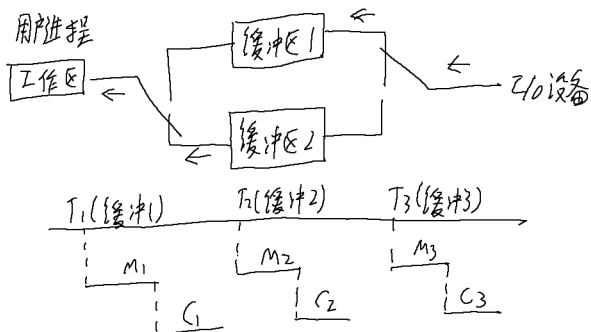 用户进程
工作区
缓冲区1
缓冲区2
I/O设备
T1(缓冲1) T2(缓冲2) T3(缓冲3)
M1 M2 M3
C1 C2 C3